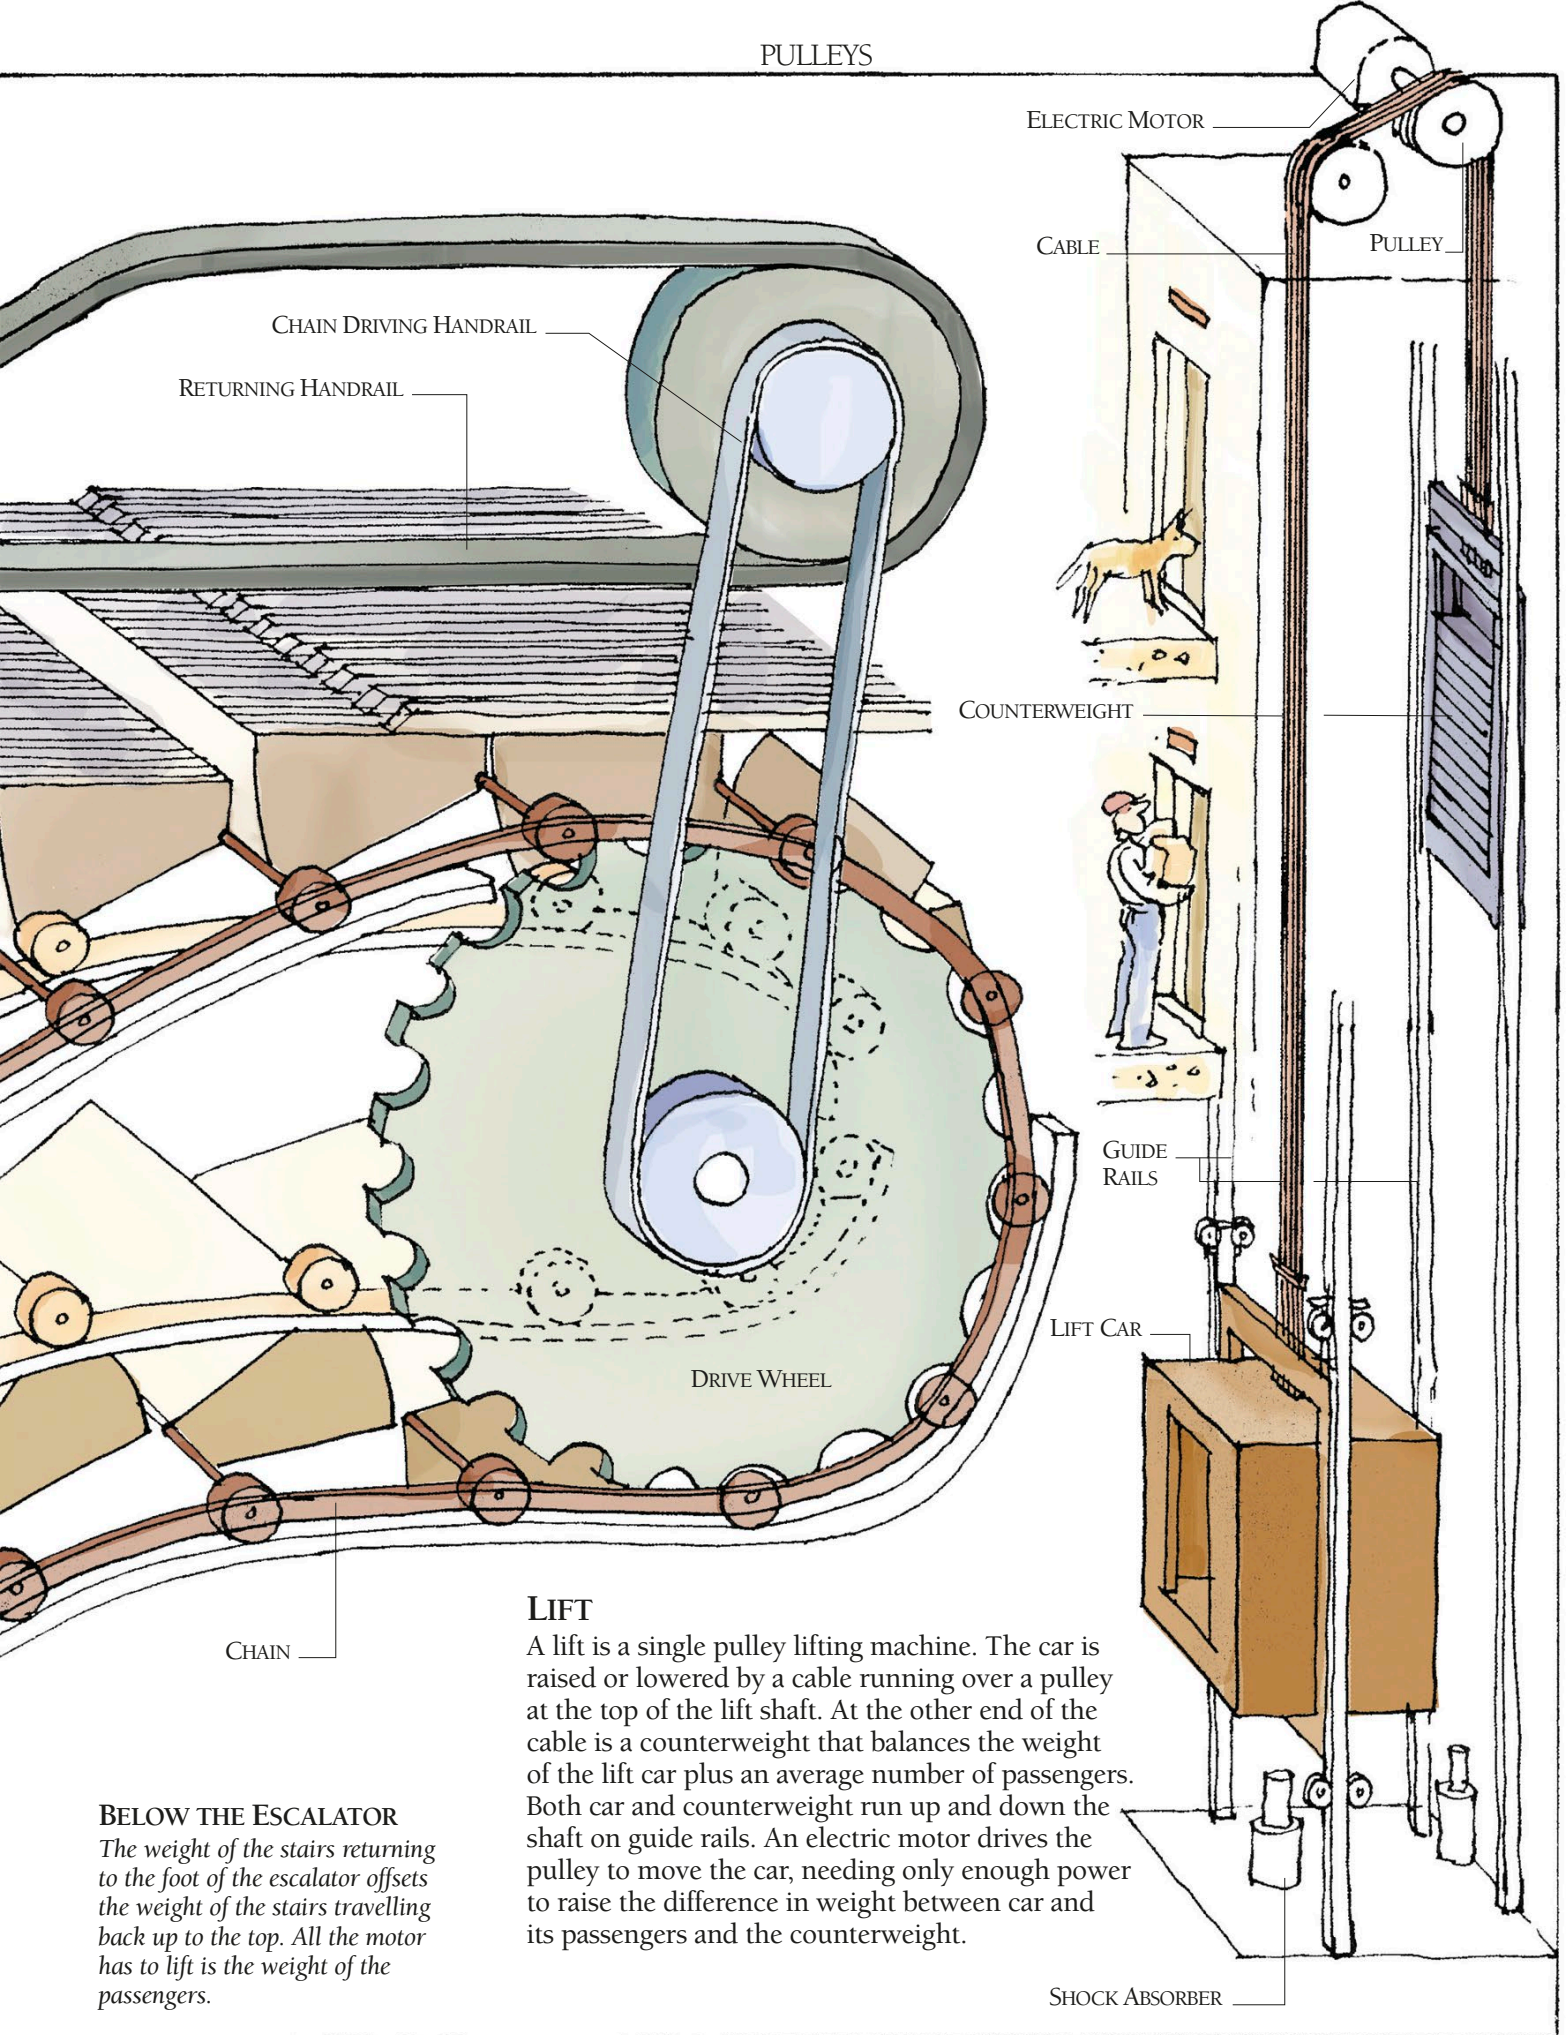 PULLEYS
ELECTRIC MOTOR
CABLE
PULLEY
CHAIN DRIVING HANDRAIL
RETURNING HANDRAIL
COUNTERWEIGHT
GUIDE
RAILS
LIFT CAR
DRIVE WHEEL
CHAIN
LIFT
A lift is a single pulley lifting machine. The car is
raised or lowered by a cable running over a pulley
at the top of the lift shaft. At the other end of the
cable is a counterweight that balances the weight
of the lift car plus an average number of passengers.
Both car and counterweight run up and down the
shaft on guide rails. An electric motor drives the
pulley to move the car, needing only enough power
to raise the difference in weight between car and
its passengers and the counterweight.
BELOW THE ESCALATOR
The weight of the stairs returning
to the foot of the escalator offsets
the weight of the stairs travelling
back up to the top. All the motor
has to lift is the weight of the
passengers.
SHOCK ABSORBER